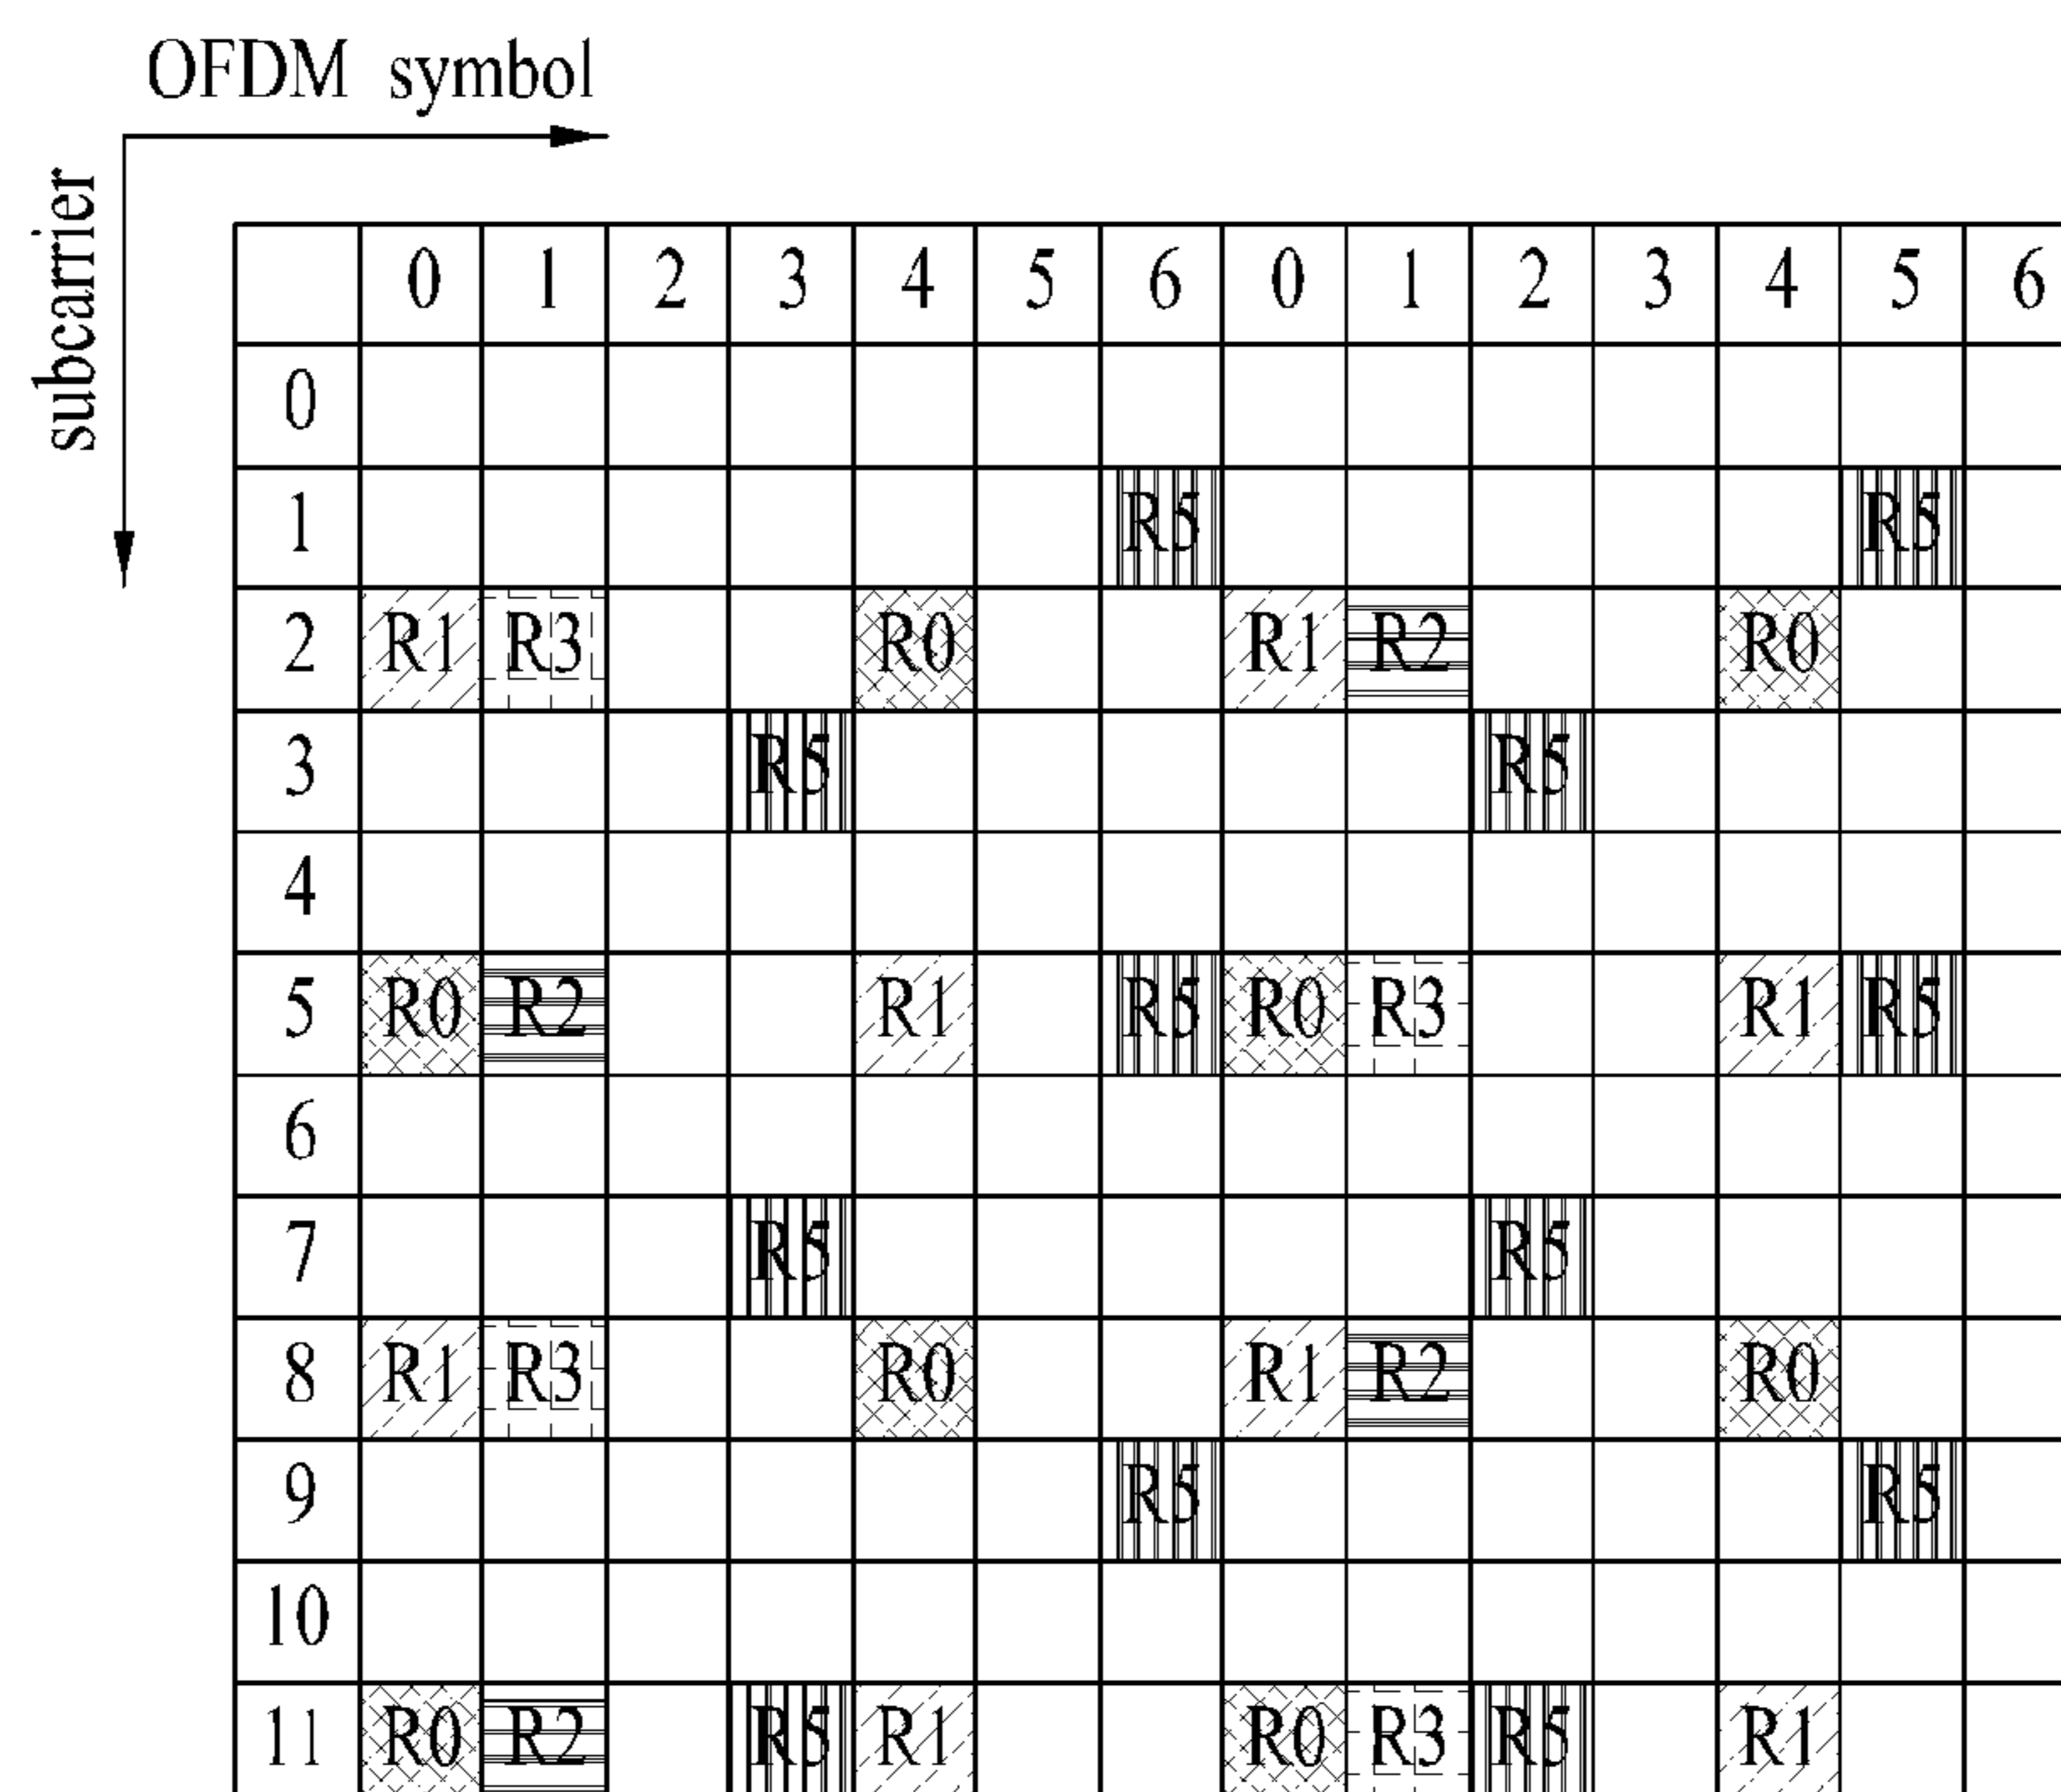 OFDM symbol
subcarrier
0 1 2 3 4 5 6 0 1 2 3 4 5 6
0
1 R5 R5
2 R1 R3 R0 R1 R2 R0
3 R5 R5
4
5 R0 R2 R1 R5 R0 R3 R1 R5
6
7 R5 R5
8 R1 R3 R0 R1 R2 R0
9 R5 R5
10
11 R0 R2 R5 R1 R0 R3 R5 R1